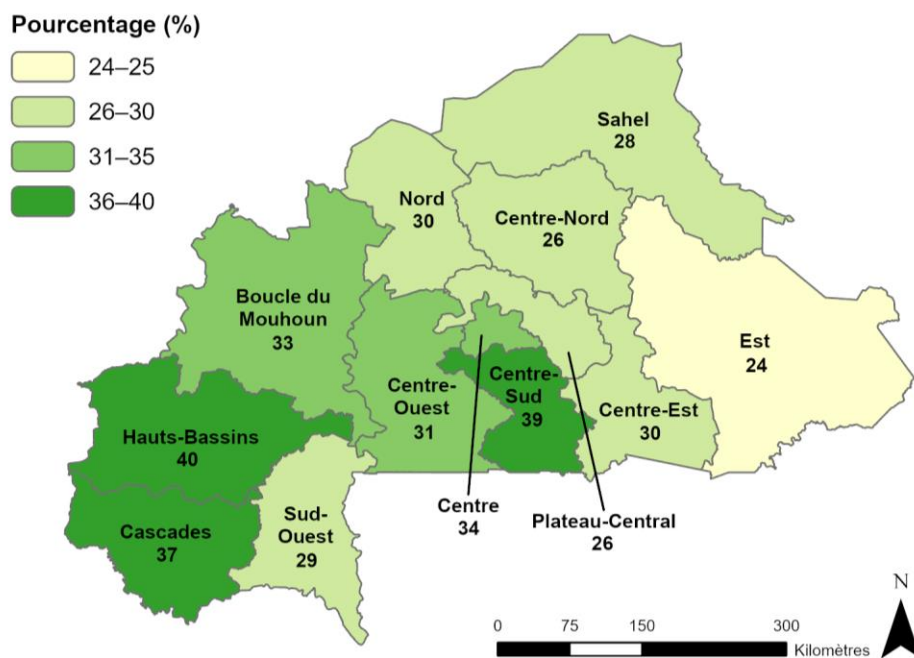 Pourcentage (%)
24–25
26–30
31–35
36–40
Sahel
28
Nord
30
Centre-Nord
26
Boucle du
Mouhoun
33
Est
24
Centre-
Ouest
31
Centre-
Sud
39
Centre-Est
30
Hauts-Bassins
40
Centre
34
Plateau-Central
26
Cascades
37
Sud-
Ouest
29
N
0 75 150 300
Kilomètres